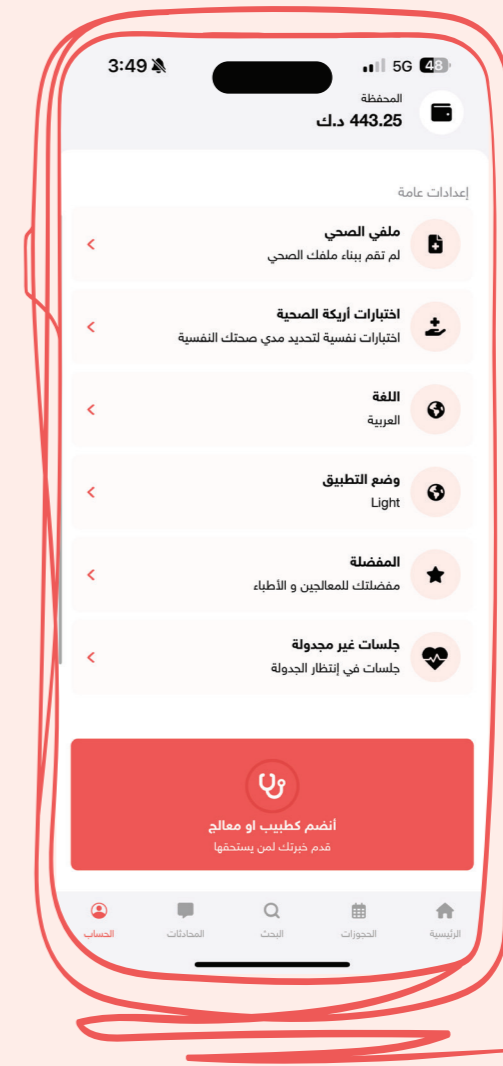 3:49
5G 48
المحفظة
443.25 د.ك
إعدادات عامة
ملفي الصحي
لم تقم ببناء ملفك الصحي
اختبارات أريكة الصحية
اختبارات نفسية لتحديد مدي صحتك النفسية
اللغة
العربية
وضع التطبيق
Light
المفضلة
مفضلتك للمعالجين و الأطباء
جلسات غير مجدولة
جلسات في إنتظار الجدولة
أنضم كطبيب او معالج
قدم خبرتك لمن يستحقها
الرئيسية
الحجوزات
البحث
المحادثات
الحساب